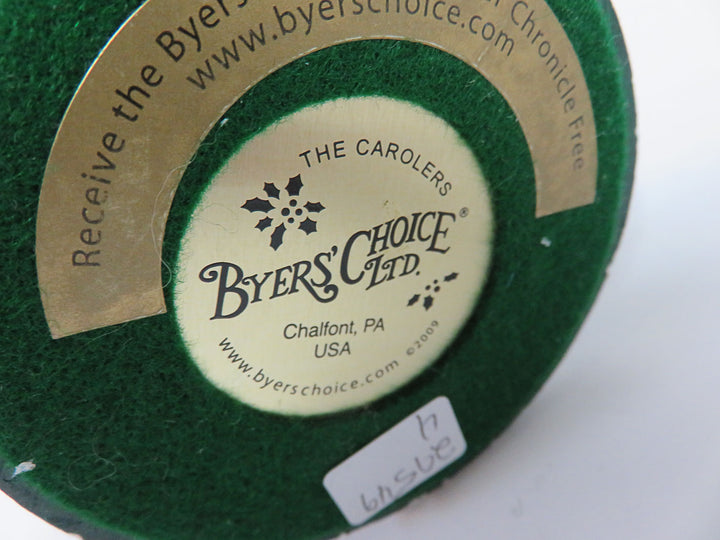 Receive the Byers' Chronicle Free
www.byerschoice.com
THE CAROLERS
BYERS' CHOICE ®
LTD.
Chalfont, PA
USA
www.byerschoice.com ©2009